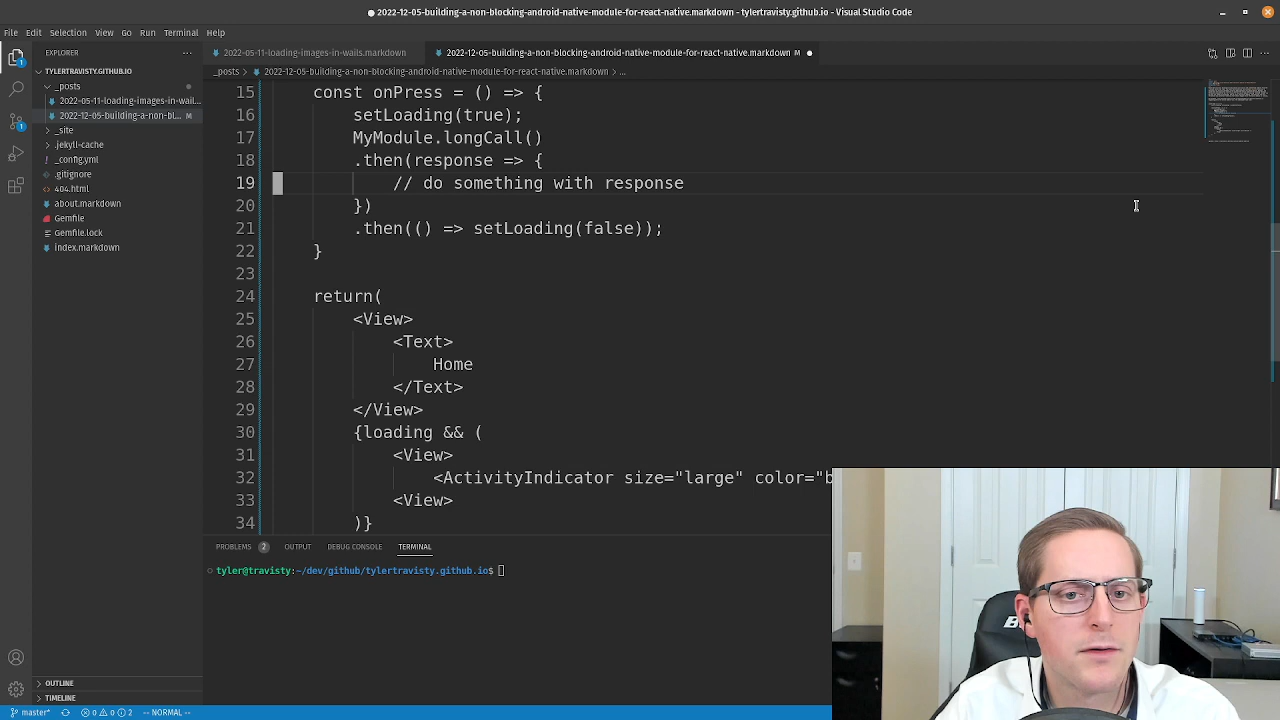 2022-12-05-building-a-non-blocking-android-native-module-for-react-native.markdown - tylertravisty.github.io - Visual Studio Code
File Edit Selection View Go Run Terminal Help
EXPLORER
2022-05-11-loading-images-in-wails.markdown
2022-12-05-building-a-non-blocking-android-native-module-for-react-native.markdown M
_posts > 2022-12-05-building-a-non-blocking-android-native-module-for-react-native.markdown > ...
TYLERTRAVISTY.GITHUB.IO
_posts
2022-05-11-loading-images-in-wail...
2022-12-05-building-a-non-bl... M
_site
.jekyll-cache
_config.yml
.gitignore
404.html
about.markdown
Gemfile
Gemfile.lock
index.markdown
OUTLINE
TIMELINE
15 const onPress = () => {
16 setLoading(true);
17 MyModule.longCall()
18 .then(response => {
19 // do something with response
20 })
21 .then(() => setLoading(false));
22 }
23
24 return(
25 <View>
26 <Text>
27 Home
28 </Text>
29 </View>
30 {loading && (
31 <View>
32 <ActivityIndicator size="large" color="b
33 <View>
34 )}
PROBLEMS 2 OUTPUT DEBUG CONSOLE TERMINAL
tyler@travisty:~/dev/github/tylertravisty.github.io$
master* 0 0 2 -- NORMAL --